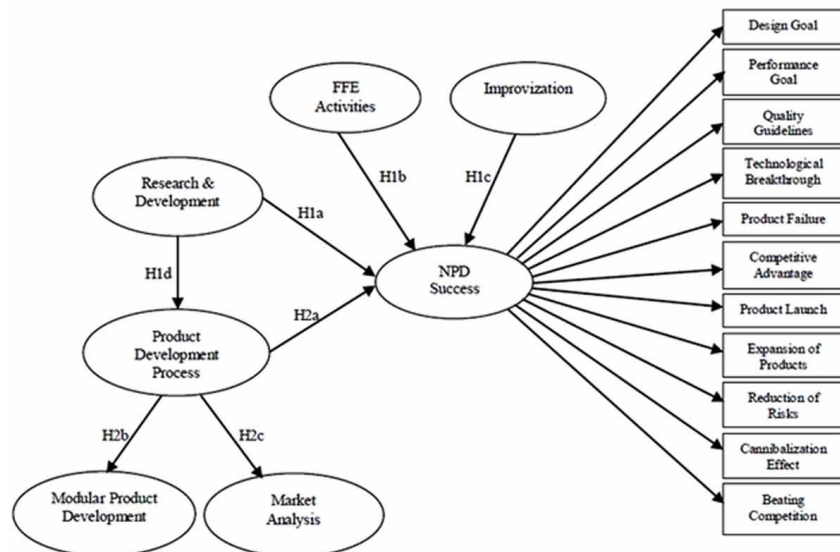 FFE
Activities
Improvization
Research &
Development
H1a
H1b
H1c
H1d
NPD
Success
H2a
Product
Development
Process
H2b
H2c
Modular Product
Development
Market
Analysis
Design Goal
Performance
Goal
Quality
Guidelines
Technological
Breakthrough
Product Failure
Competitive
Advantage
Product Launch
Expansion of
Products
Reduction of
Risks
Cannibalization
Effect
Beating
Competition